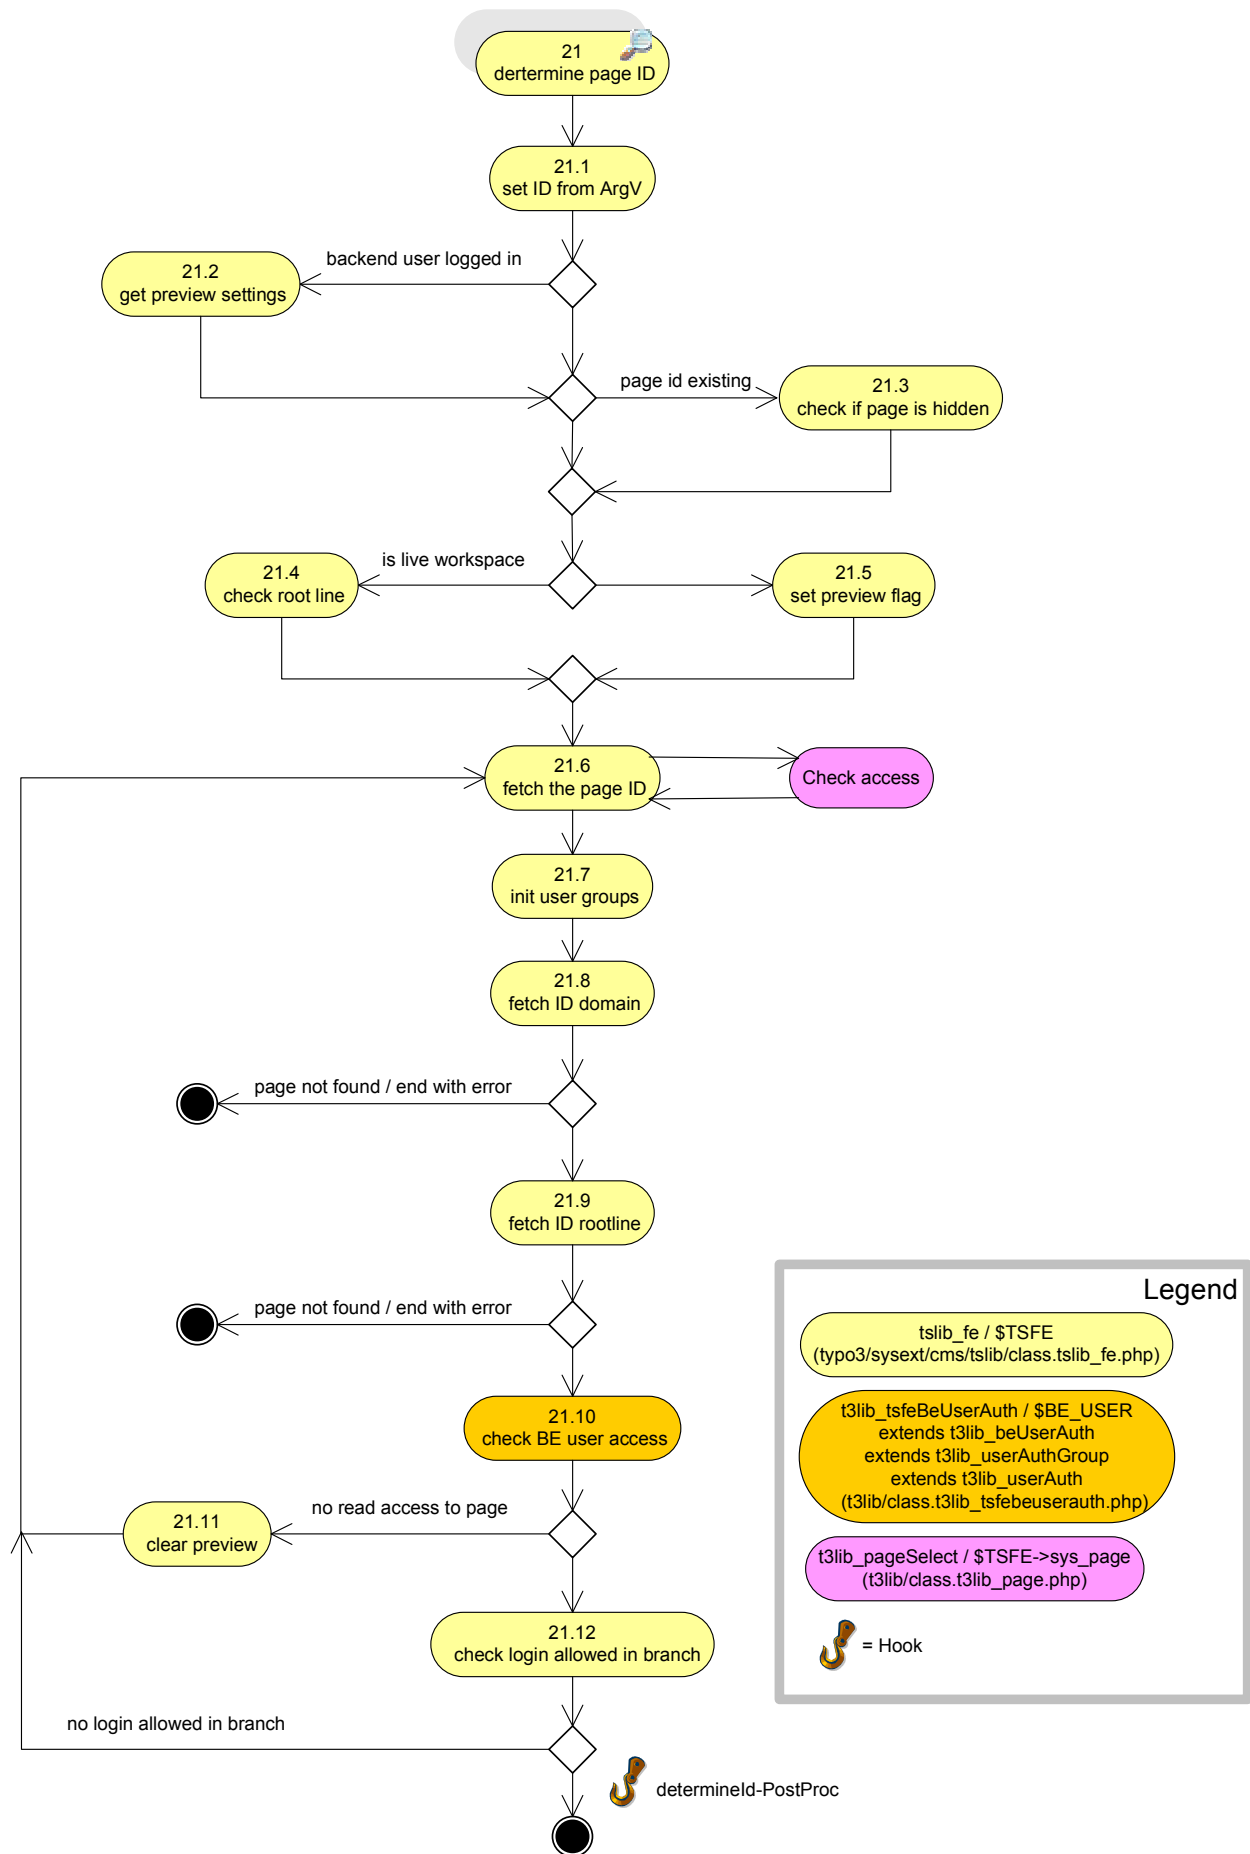 21
dertermine page ID
21.1
set ID from ArgV
backend user logged in
21.2
get preview settings
page id existing
21.3
check if page is hidden
is live workspace
21.4
check root line
21.5
set preview flag
21.6
fetch the page ID
Check access
21.7
init user groups
21.8
fetch ID domain
page not found / end with error
21.9
fetch ID rootline
page not found / end with error
21.10
check BE user access
no read access to page
21.11
clear preview
21.12
check login allowed in branch
no login allowed in branch
determineId-PostProc
Legend
tslib_fe / $TSFE
(typo3/sysext/cms/tslib/class.tslib_fe.php)
t3lib_tsfeBeUserAuth / $BE_USER
extends t3lib_beUserAuth
extends t3lib_userAuthGroup
extends t3lib_userAuth
(t3lib/class.t3lib_tsfebeuserauth.php)
t3lib_pageSelect / $TSFE->sys_page
(t3lib/class.t3lib_page.php)
= Hook